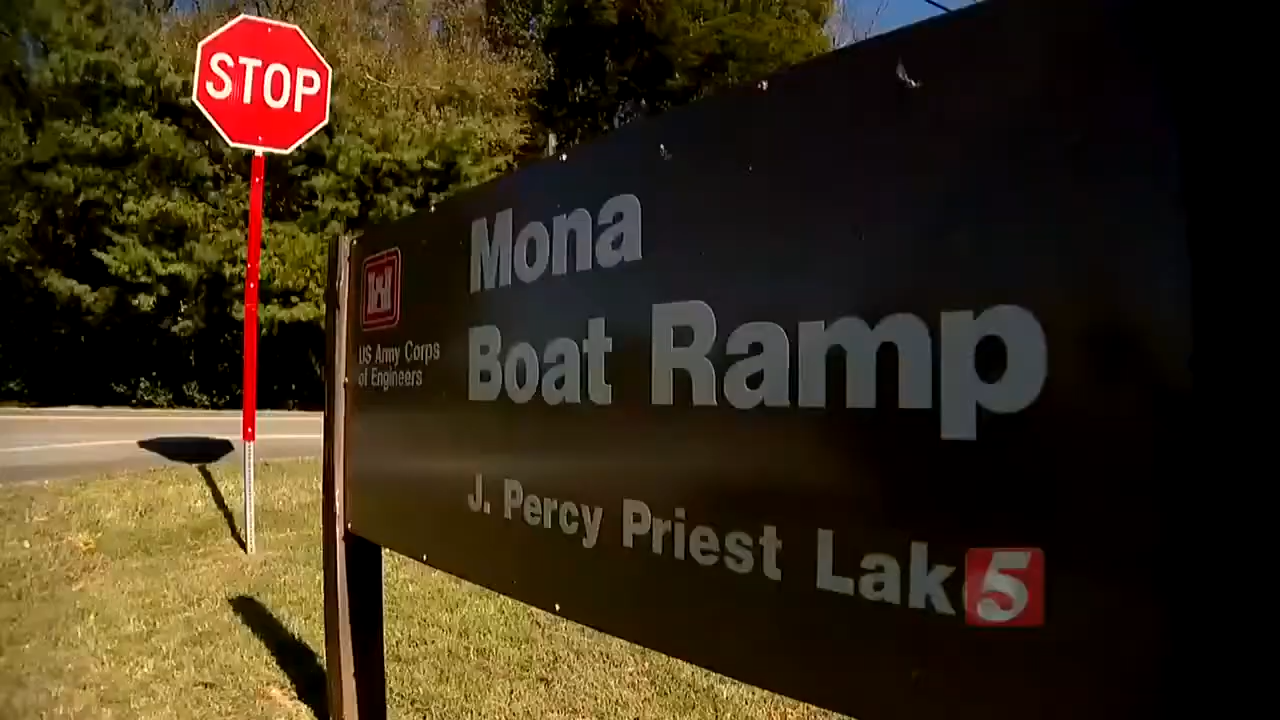 STOP
Mona
Boat Ramp
US Army Corps
of Engineers
J. Percy Priest Lak
5